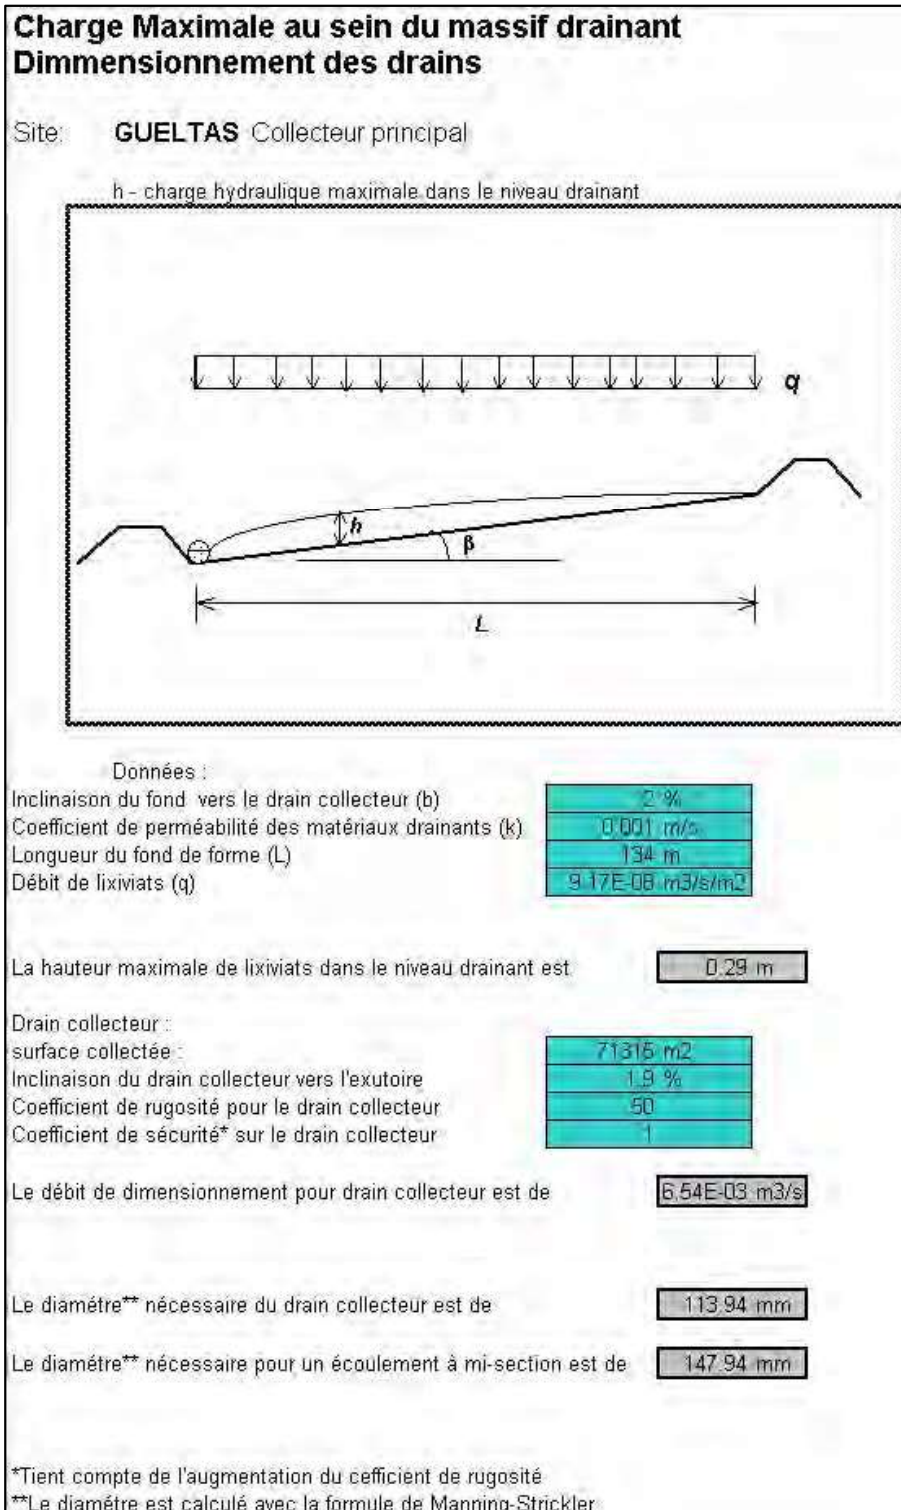 Charge Maximale au sein du massif drainant
Dimmensionnement des drains
Site: GUELTAS Collecteur principal
h - charge hydraulique maximale dans le niveau drainant
q
h
β
L
Données :
Inclinaison du fond vers le drain collecteur (b) 2 %
Coefficient de perméabilité des matériaux drainants (k) 0.001 m/s
Longueur du fond de forme (L) 134 m
Débit de lixiviats (q) 9.17E-08 m3/s/m2
La hauteur maximale de lixiviats dans le niveau drainant est 0.29 m
Drain collecteur :
surface collectée : 71315 m2
Inclinaison du drain collecteur vers l'exutoire 1.9 %
Coefficient de rugosité pour le drain collecteur 50
Coefficient de sécurité* sur le drain collecteur 1
Le débit de dimensionnement pour drain collecteur est de 6.54E-03 m3/s
Le diamétre** nécessaire du drain collecteur est de 113.94 mm
Le diamétre** nécessaire pour un écoulement à mi-section est de 147.94 mm
*Tient compte de l'augmentation du cefficient de rugosité
**Le diamétre est calculé avec la formule de Manning-Strickler